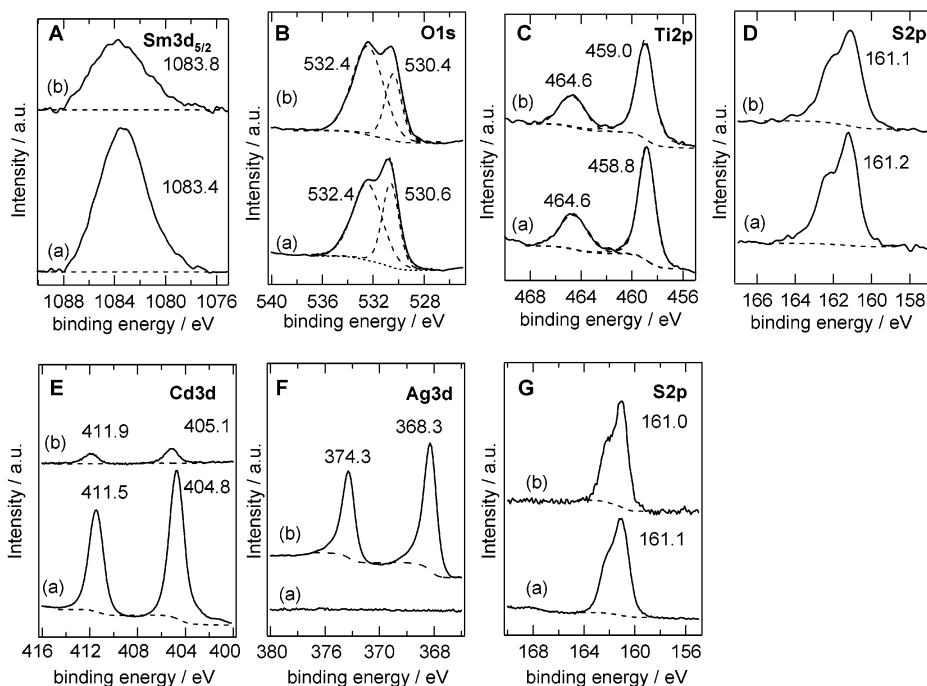 A
Sm3d5/2
1083.8
(b)
1083.4
(a)
Intensity / a.u.
1088 1084 1080 1076
binding energy / eV
B
O1s
532.4
530.4
(b)
532.4
530.6
(a)
Intensity / a.u.
540 536 532 528
binding energy / eV
C
Ti2p
459.0
464.6
(b)
458.8
464.6
(a)
Intensity / a.u.
468 464 460 456
binding energy / eV
D
S2p
161.1
(b)
161.2
(a)
Intensity / a.u.
166 164 162 160 158
binding energy / eV
E
Cd3d
(b)
411.9
405.1
411.5
404.8
(a)
Intensity / a.u.
416 412 408 404 400
binding energy / eV
F
Ag3d
368.3
374.3
(b)
(a)
Intensity / a.u.
380 376 372 368
binding energy / eV
G
S2p
161.0
(b)
161.1
(a)
Intensity / a.u.
168 164 160 156
binding energy / eV